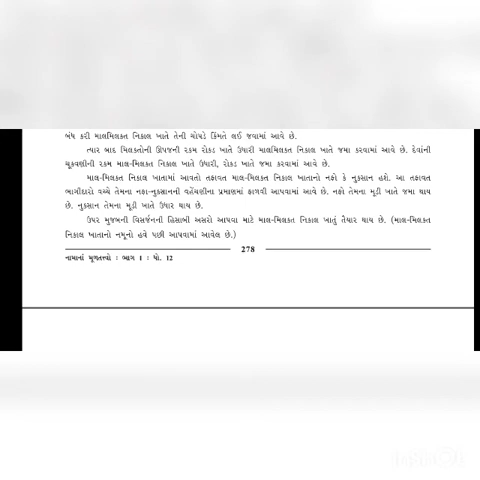 બંધ કરી માલમિલકત નિકાલ ખાતે તેની ચોપડે કિંમતે લઈ જવામાં આવે છે.
ત્યાર બાદ મિલકતોની ઊપજની રકમ રોકડ ખાતે ઉધારી માલમિલકત નિકાલ ખાતે જમા કરવામાં આવે છે. દેવાંની
ચૂકવણીની રકમ માલ-મિલકત નિકાલ ખાતે ઉધારી, રોકડ ખાતે જમા કરવામાં આવે છે.
માલ-મિલકત નિકાલ ખાતામાં આવતો તફાવત માલ-મિલકત નિકાલ ખાતાનો નફો કે નુકસાન હશે. આ તફાવત
ભાગીદારો વચ્ચે તેમના નફા-નુકસાનની વહેંચણીના પ્રમાણમાં ફાળવી આપવામાં આવે છે. નફો તેમના મૂડી ખાતે જમા થાય
છે. નુકસાન તેમના મૂડી ખાતે ઉધાર થાય છે.
ઉપર મુજબની વિસર્જનની હિસાબી અસરો આપવા માટે માલ-મિલકત નિકાલ ખાતું તૈયાર થાય છે. (માલ-મિલકત
નિકાલ ખાતાનો નમૂનો હવે પછી આપવામાં આવેલ છે.)
278
નામાનાં મૂળતત્ત્વો : ભાગ 1 : ધો. 12